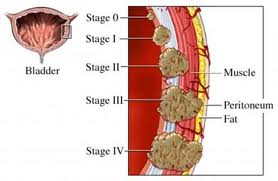 Stage 0
Stage I
Bladder
Stage II
Muscle
Stage III
Peritoneum
Fat
Stage IV